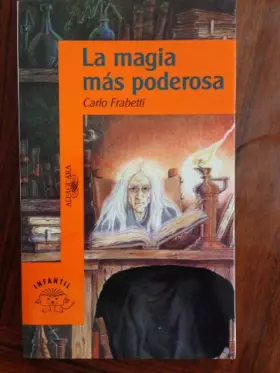 La magia
más poderosa
Carlo Frabetti
ALFAGUARA
INFANTIL